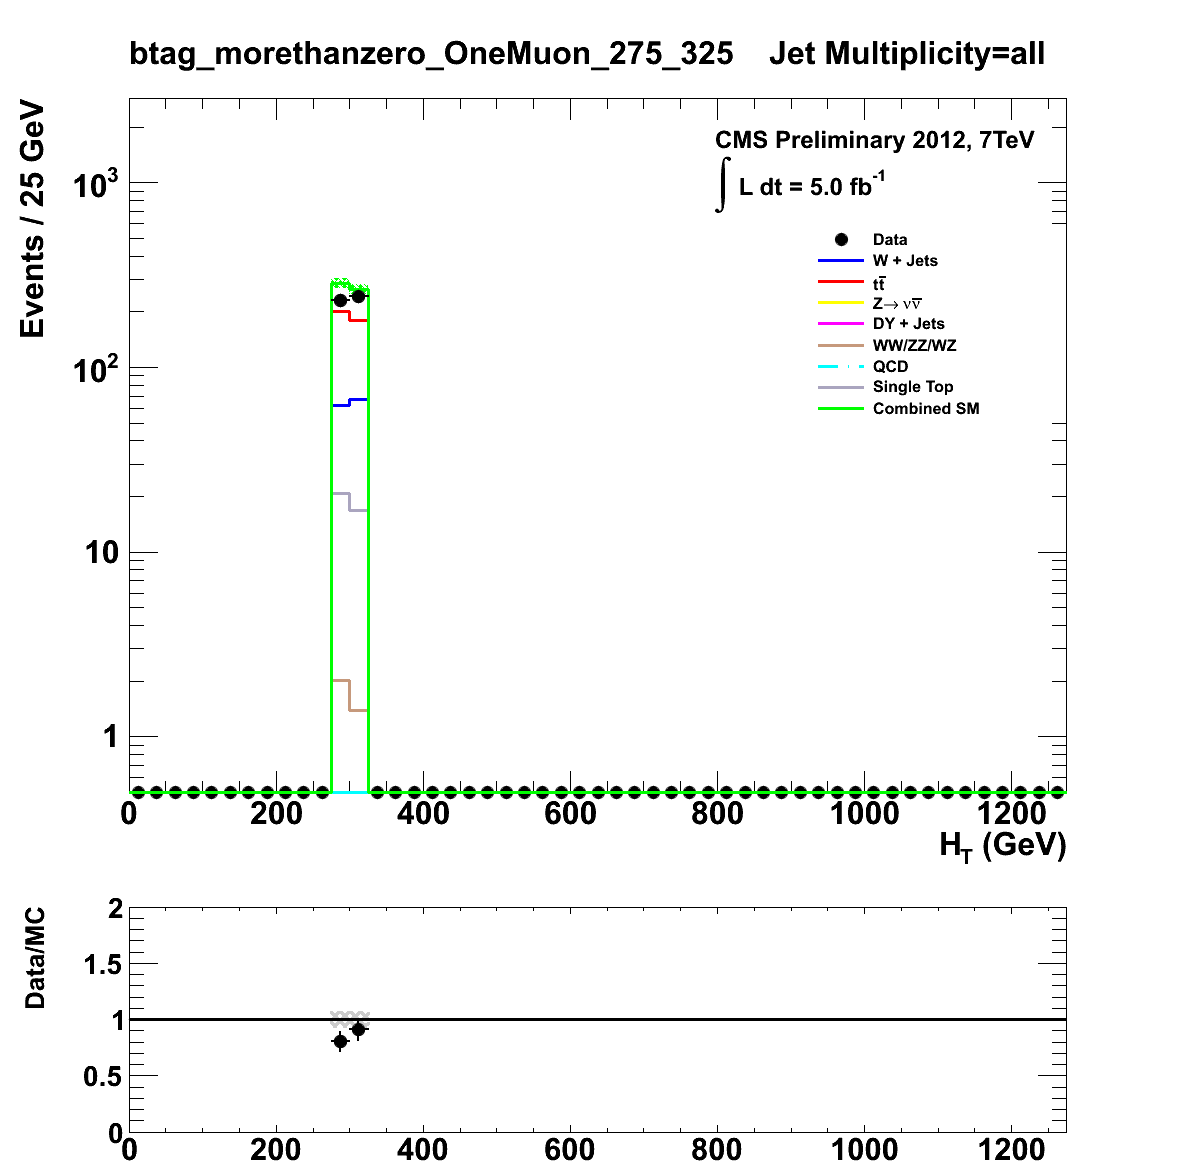 btag_morethanzero_OneMuon_275_325 Jet Multiplicity=all
Events / 25 GeV
CMS Preliminary 2012, 7TeV
∫ L dt = 5.0 fb⁻¹
Data
W + Jets
tt̅
Z→ νν̅
DY + Jets
WW/ZZ/WZ
QCD
Single Top
Combined SM
10³
10²
10
1
0 200 400 600 800 1000 1200
H_T (GeV)
Data/MC
2
1.5
1
0.5
0
0 200 400 600 800 1000 1200